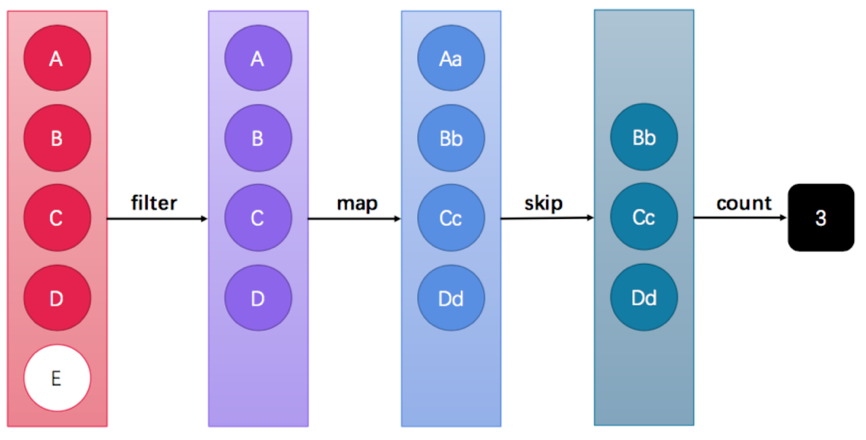 A
B
C
D
E
filter
A
B
C
D
map
Aa
Bb
Cc
Dd
skip
Bb
Cc
Dd
count
3